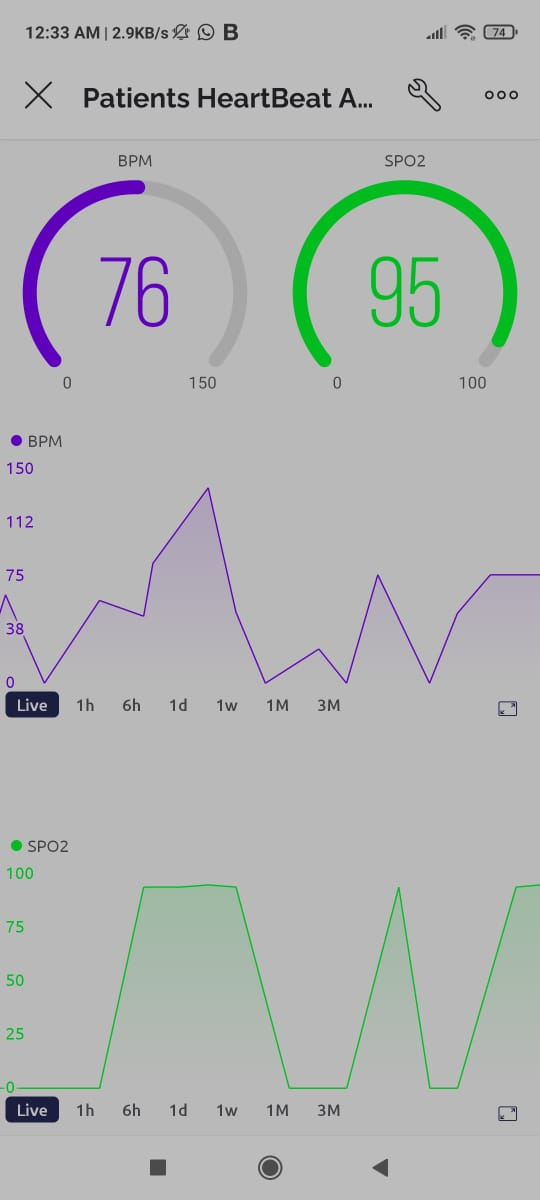 12:33 AM | 2.9KB/s B 74
Patients HeartBeat A...
BPM SPO2
76 95
0 150 0 100
BPM
150
112
75
38
0
Live 1h 6h 1d 1w 1M 3M
SPO2
100
75
50
25
0
Live 1h 6h 1d 1w 1M 3M